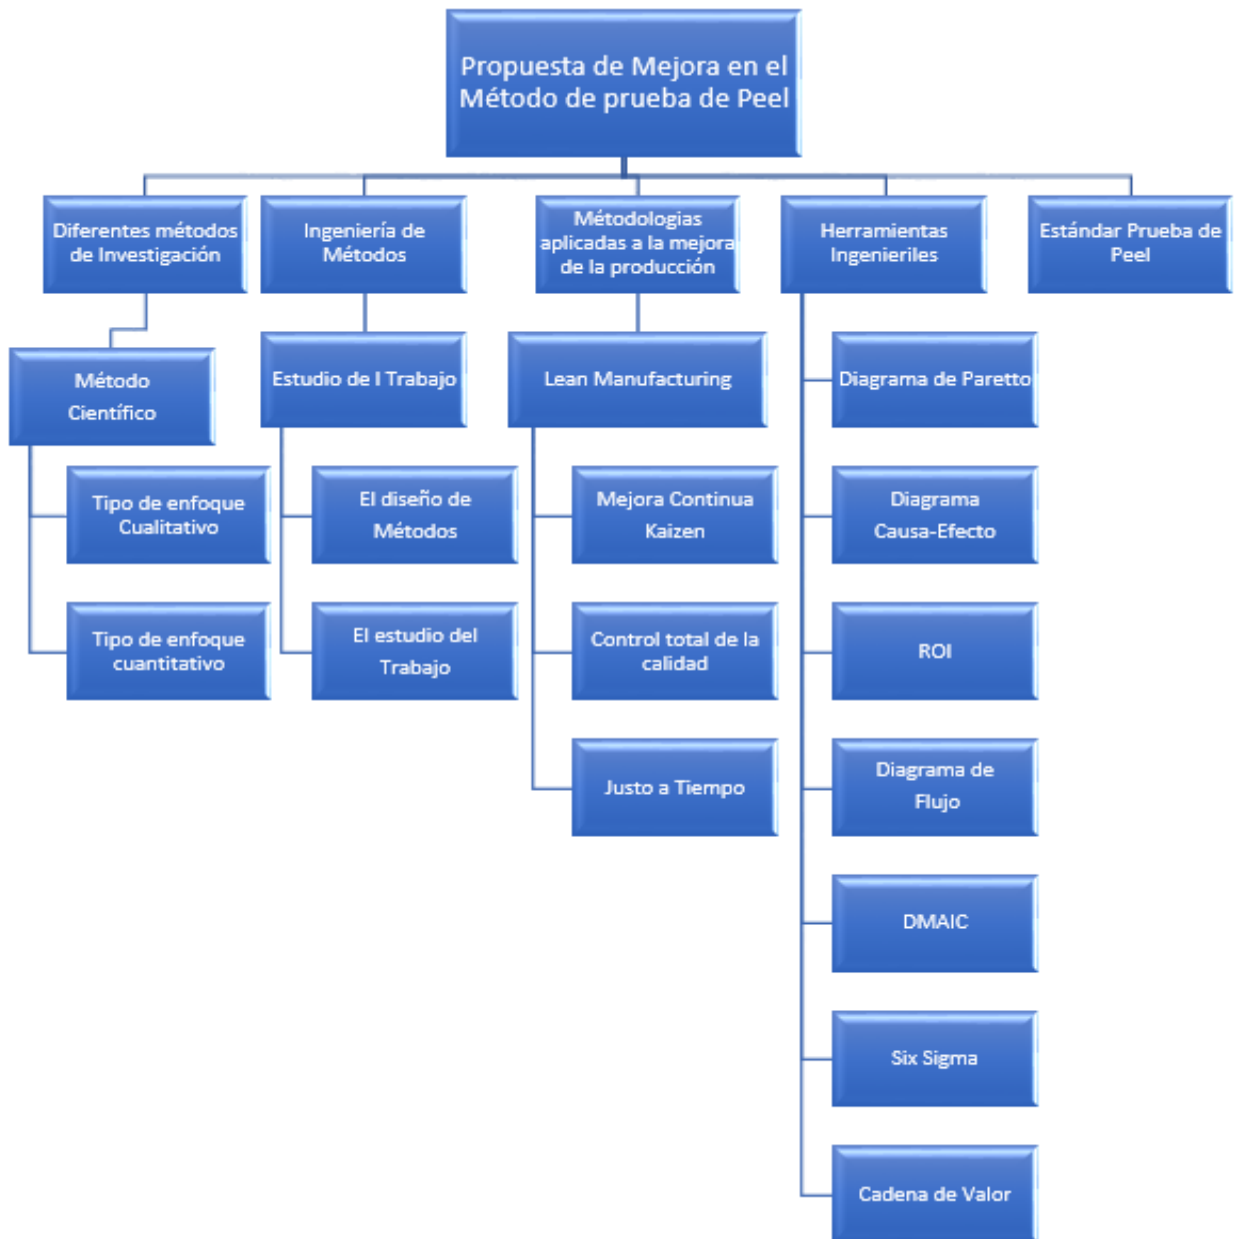 Propuesta de Mejora en el
Método de prueba de Peel
Diferentes métodos
de Investigación
Ingeniería de
Métodos
Métodologias
aplicadas a la mejora
de la producción
Herramientas
Ingenieriles
Estándar Prueba de
Peel
Método
Científico
Estudio de l Trabajo
Lean Manufacturing
Diagrama de Paretto
Tipo de enfoque
Cualitativo
El diseño de
Métodos
Mejora Continua
Kaizen
Diagrama
Causa-Efecto
Tipo de enfoque
cuantitativo
El estudio del
Trabajo
Control total de la
calidad
ROI
Justo a Tiempo
Diagrama de
Flujo
DMAIC
Six Sigma
Cadena de Valor